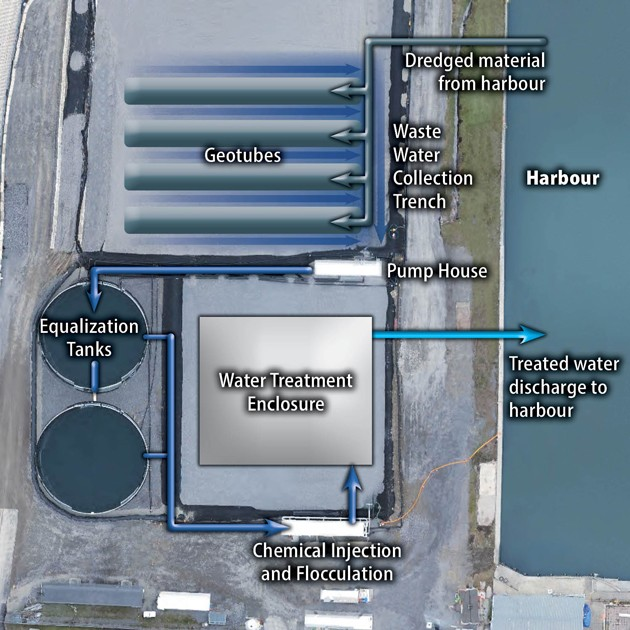 Dredged material
from harbour
Geotubes
Waste
Water
Collection
Trench
Harbour
Pump House
Equalization
Tanks
Water Treatment
Enclosure
Treated water
discharge to
harbour
Chemical Injection
and Flocculation